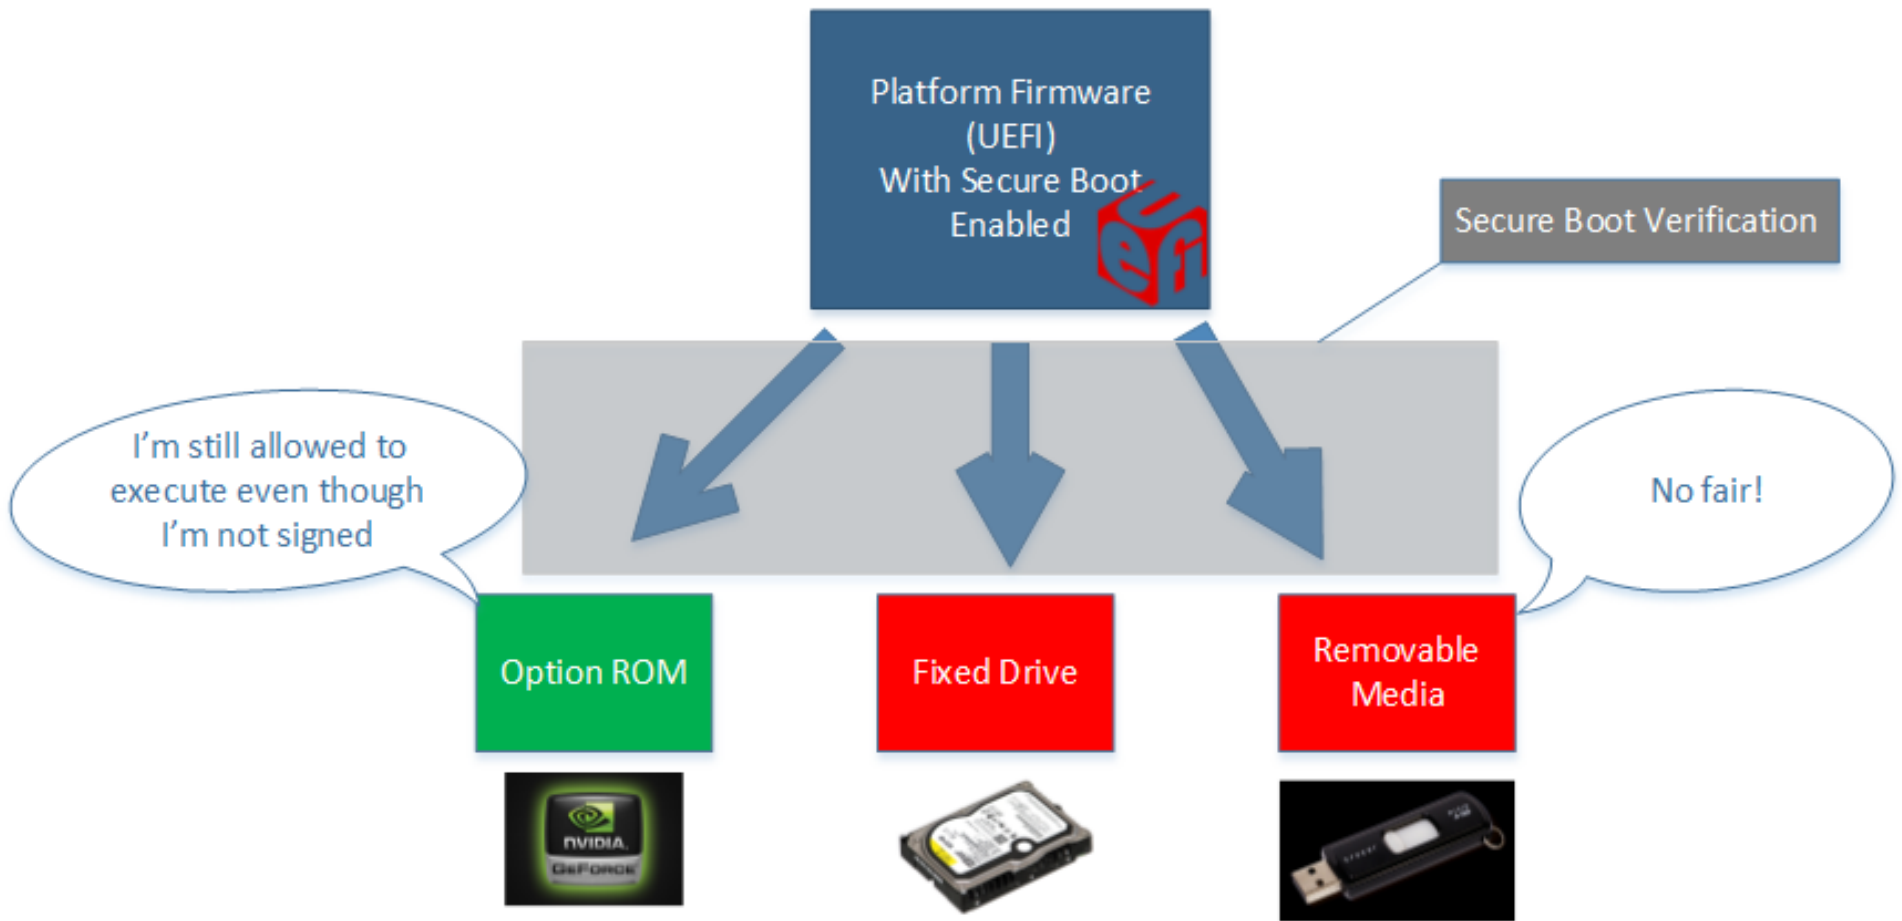 Platform Firmware
(UEFI)
With Secure Boot
Enabled
uefi
Secure Boot Verification
I'm still allowed to
execute even though
I'm not signed
No fair!
Option ROM
Fixed Drive
Removable
Media
NVIDIA.
GEFORCE